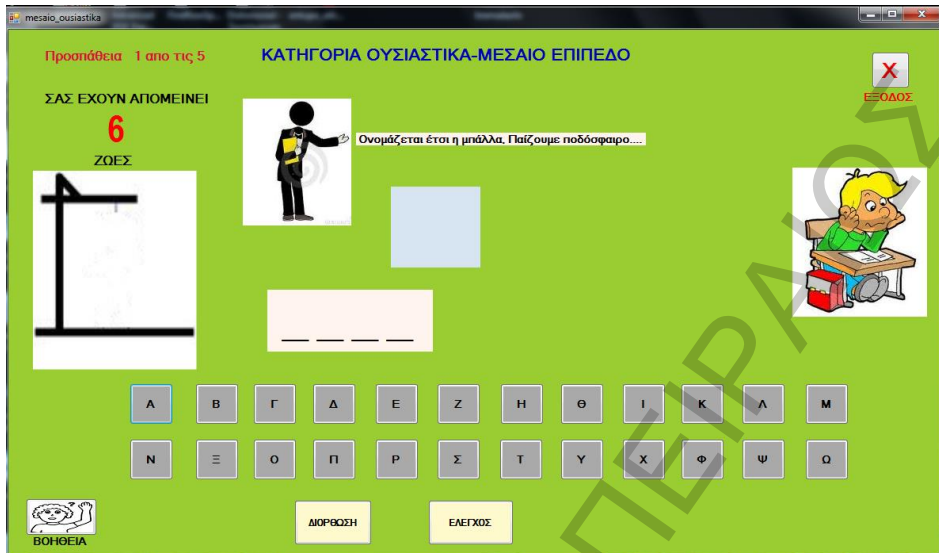 mesaio_ousiastika
Προσπάθεια 1 απο τις 5
ΚΑΤΗΓΟΡΙΑ ΟΥΣΙΑΣΤΙΚΑ-ΜΕΣΑΙΟ ΕΠΙΠΕΔΟ
X
ΕΞΟΔΟΣ
ΣΑΣ ΕΧΟΥΝ ΑΠΟΜΕΙΝΕΙ
6
ΖΩΕΣ
Ονομάζεται έτσι η μπάλλα, Παίζουμε ποδόσφαιρο....
Α Β Γ Δ Ε Ζ Η Θ Ι Κ Λ Μ
Ν Ξ Ο Π Ρ Σ Τ Υ Χ Φ Ψ Ω
ΒΟΗΘΕΙΑ
ΔΙΟΡΘΩΣΗ ΕΛΕΓΧΟΣ
ΠΕΙΡΑΙΩΣ